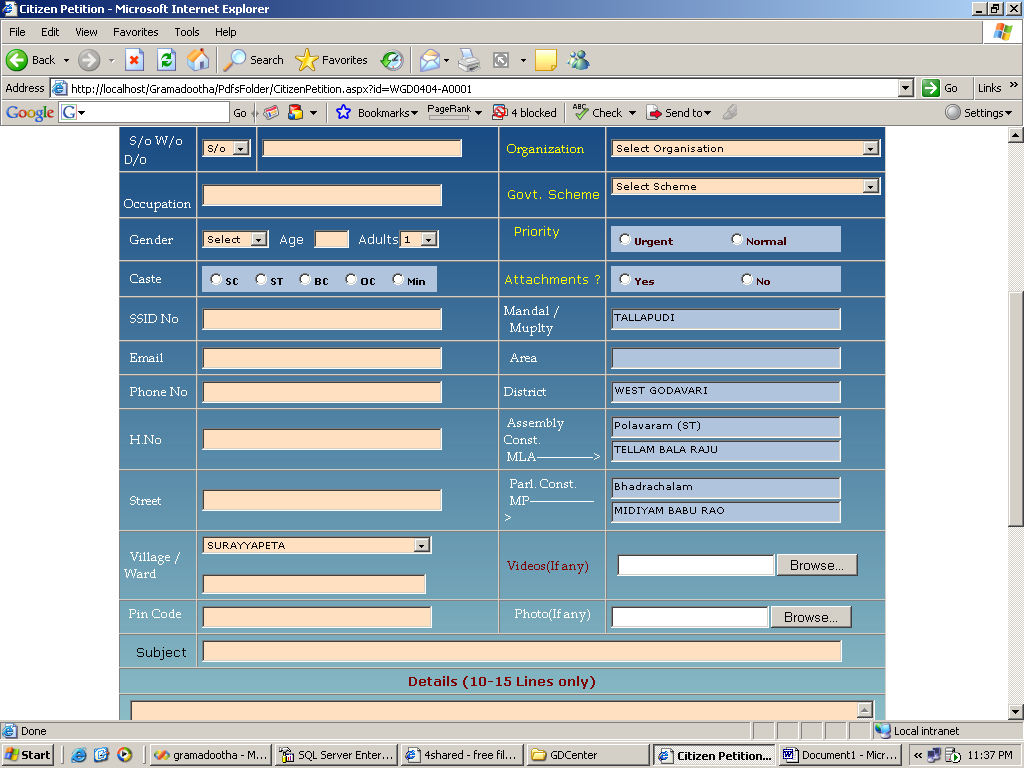 Citizen Petition - Microsoft Internet Explorer
File Edit View Favorites Tools Help
Back Search Favorites
Address http://localhost/Gramadootha/PdfsFolder/CitizenPetition.aspx?id=WGD0404-A0001 Go Links »
Google G Go Bookmarks PageRank 4 blocked ABC Check Send to Settings
S/o W/o
D/o
S/o
Organization
Select Organisation
Occupation
Govt. Scheme
Select Scheme
Gender
Select
Age
Adults
1
Priority
Urgent
Normal
Caste
SC
ST
BC
OC
Min
Attachments ?
Yes
No
SSID No
Mandal /
Muplty
TALLAPUDI
Email
Area
Phone No
District
WEST GODAVARI
H.No
Assembly
Const.
MLA---------->
Polavaram (ST)
TELLAM BALA RAJU
Street
Parl. Const.
MP-----------
>
Bhadrachalam
MIDIYAM BABU RAO
Village /
Ward
SURAYYAPETA
Videos(If any)
Browse...
Pin Code
Photo(If any)
Browse...
Subject
Details (10-15 Lines only)
Done
Local intranet
Start gramadootha - M... SQL Server Enter... 4shared - free fil... GDCenter Citizen Petition... Document1 - Micr... « 11:37 PM